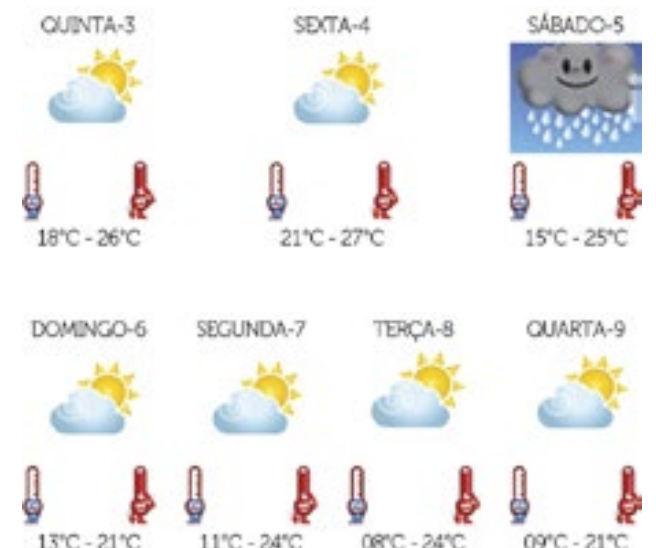 QUINTA-3 SEXTA-4 SÁBADO-5
18°C - 26°C 21°C - 27°C 15°C - 25°C
DOMINGO-6 SEGUNDA-7 TERÇA-8 QUARTA-9
13°C - 21°C 11°C - 24°C 08°C - 24°C 09°C - 21°C